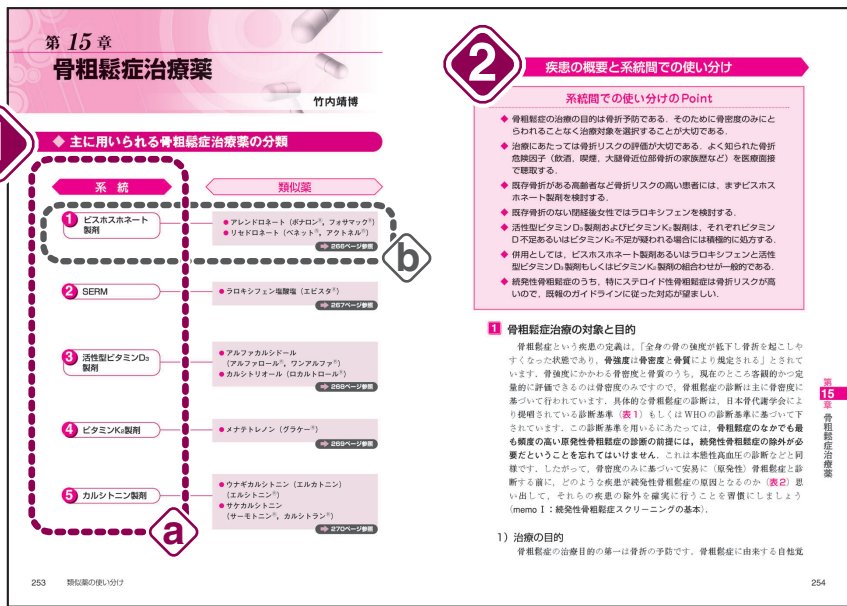 第 15 章
骨粗鬆症治療薬
竹内靖博
1
◆ 主に用いられる骨粗鬆症治療薬の分類
系 統
類似薬
1 ビスホスホネート
製剤
● アレンドロネート（ボナロン®，フォサマック®）
● リセドロネート（ベネット®，アクトネル®）
➡ 266ページ参照
b
2 SERM
● ラロキシフェン塩酸塩（エビスタ®）
➡ 267ページ参照
3 活性型ビタミンD₃
製剤
● アルファカルシドール
（アルファロール®，ワンアルファ®）
● カルシトリオール（ロカルトロール®）
➡ 268ページ参照
4 ビタミンK₂製剤
● メナテトレノン（グラケー®）
➡ 269ページ参照
5 カルシトニン製剤
● ウナギカルシトニン（エルカトニン）
（エルシトニン®）
● サケカルシトニン
（サーモトニン®，カルシトラン®）
➡ 270ページ参照
a
253 類似薬の使い分け
2
疾患の概要と系統間での使い分け
系統間での使い分けのPoint
◆ 骨粗鬆症の治療の目的は骨折予防である．そのために骨密度のみにと
らわれることなく治療対象を選択することが大切である．
◆ 治療にあたっては骨折リスクの評価が大切である．よく知られた骨折
危険因子（飲酒，喫煙，大腿骨近位部骨折の家族歴など）を医療面接
で聴取する．
◆ 既存骨折がある高齢者など骨折リスクの高い患者には，まずビスホス
ホネート製剤を検討する．
◆ 既存骨折のない閉経後女性ではラロキシフェンを検討する．
◆ 活性型ビタミンD₃製剤およびビタミンK₂製剤は，それぞれビタミン
D不足あるいはビタミンK₂不足が疑われる場合には積極的に処方する．
◆ 併用としては，ビスホスホネート製剤あるいはラロキシフェンと活性
型ビタミンD₃製剤もしくはビタミンK₂製剤の組合わせが一般的である．
◆ 続発性骨粗鬆症のうち，特にステロイド性骨粗鬆症は骨折リスクが高
いので，既報のガイドラインに従った対応が望ましい．
1 骨粗鬆症治療の対象と目的
骨粗鬆症という疾患の定義は，「全身の骨の強度が低下し骨折を起こしや
すくなった状態であり，骨強度は骨密度と骨質により規定される」とされて
います．骨強度にかかわる骨密度と骨質のうち，現在のところ客観的かつ定
量的に評価できるのは骨密度のみですので，骨粗鬆症の診断は主に骨密度に
基づいて行われています．具体的な骨粗鬆症の診断は，日本骨代謝学会によ
り提唱されている診断基準（表1）もしくはWHOの診断基準に基づいて下
されています．この診断基準を用いるにあたっては，骨粗鬆症のなかでも最
も頻度の高い原発性骨粗鬆症の診断の前提には，続発性骨粗鬆症の除外が必
要だということを忘れてはいけません．これは本態性高血圧の診断などと同
様です．したがって，骨密度のみに基づいて安易に（原発性）骨粗鬆症と診
断する前に，どのような疾患が続発性骨粗鬆症の原因となるのか（表2）思
い出して，それらの疾患の除外を確実に行うことを習慣にしましょう
（memo Ⅰ：続発性骨粗鬆症スクリーニングの基本）．
1）治療の目的
骨粗鬆症の治療目的の第一は骨折の予防です．骨粗鬆症に由来する自他覚
第
15
章
骨粗鬆症治療薬
254